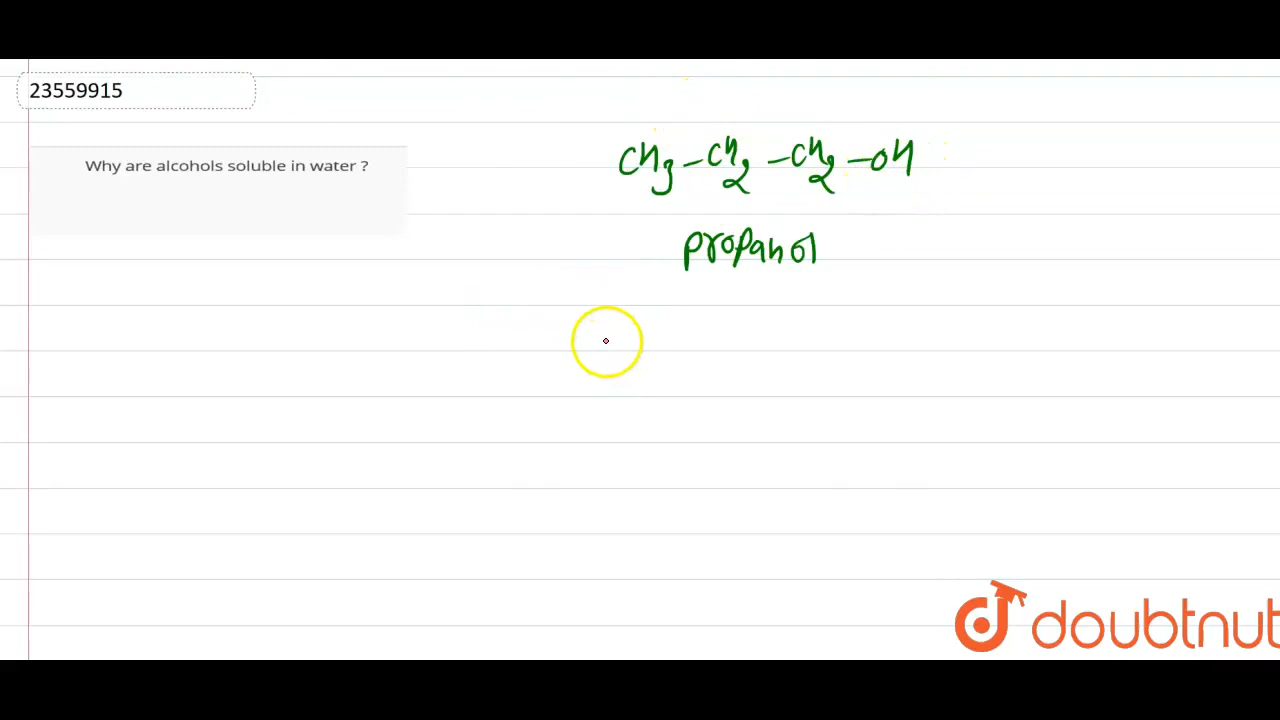 23559915
Why are alcohols soluble in water ?
CH3-CH2-CH2-OH
propanol
doubtnut